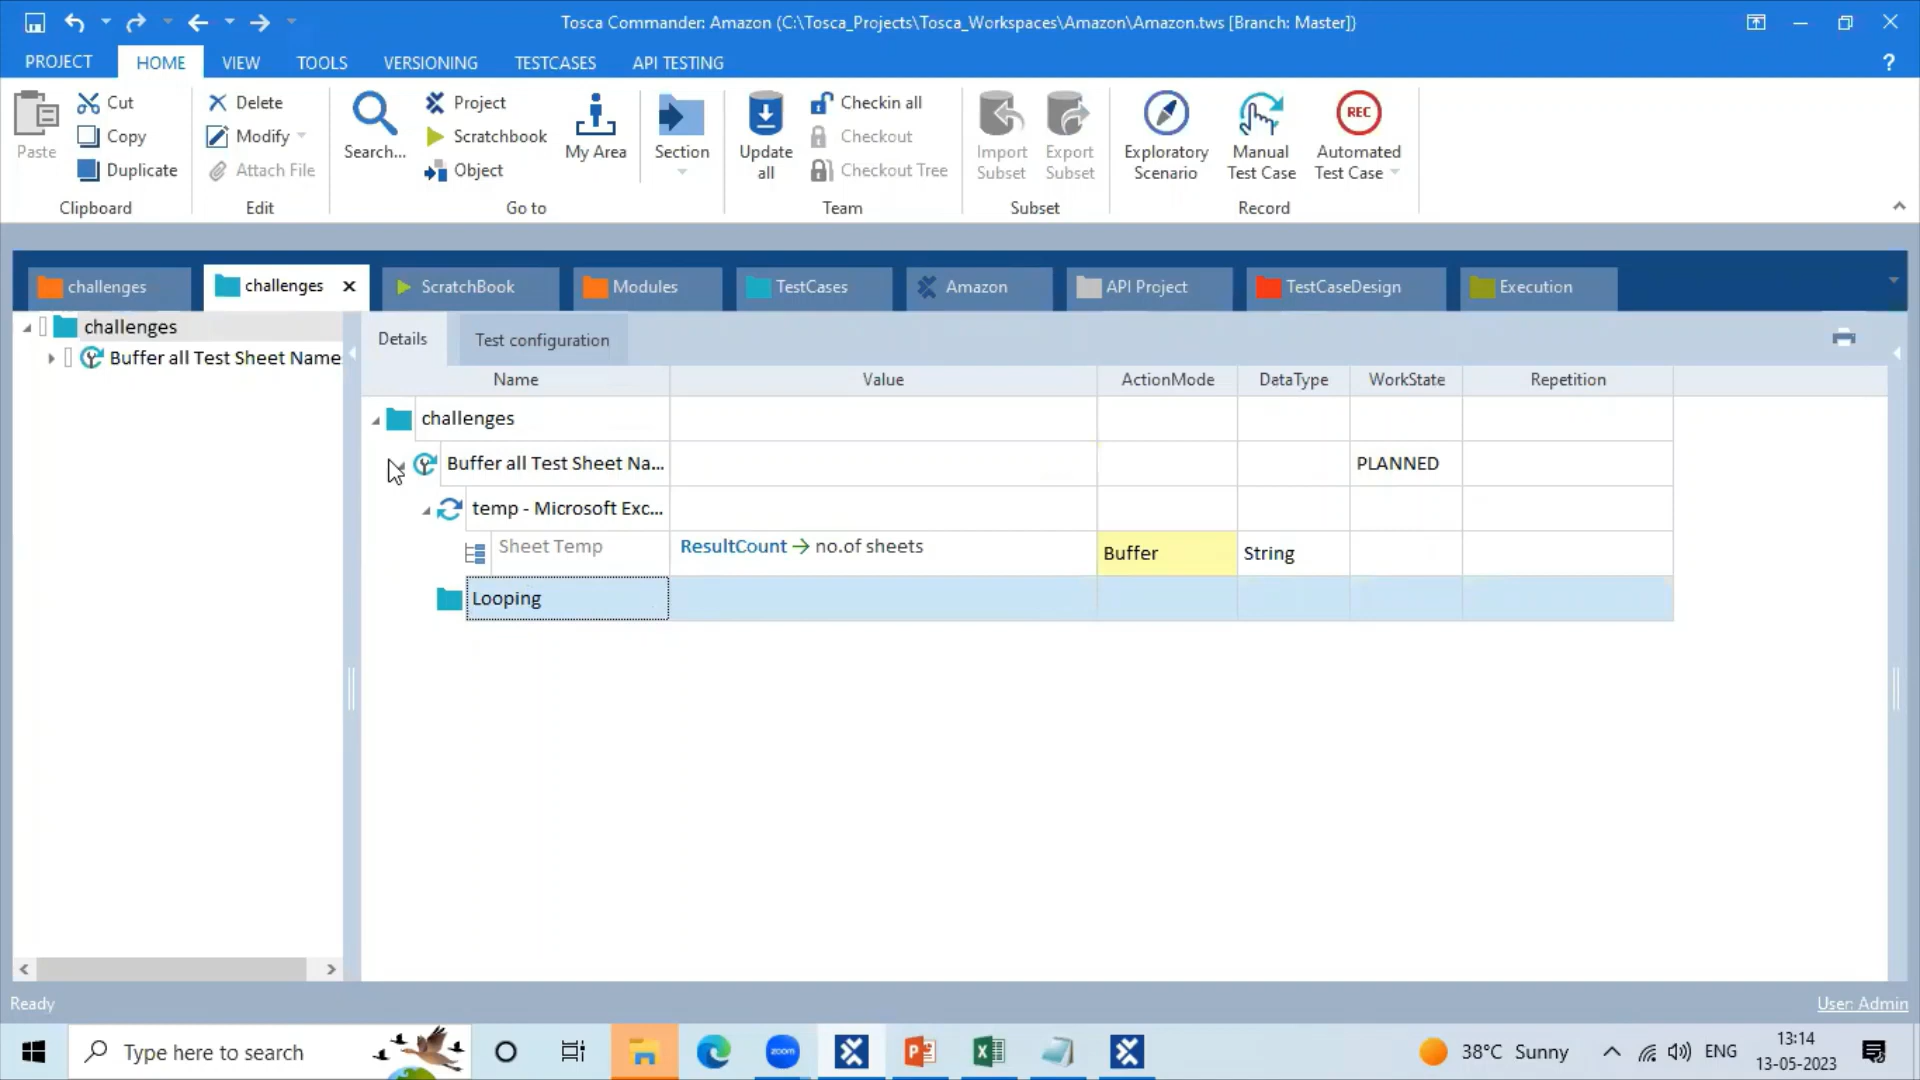 Tosca Commander: Amazon (C:\Tosca_Projects\Tosca_Workspaces\Amazon\Amazon.tws [Branch: Master])
PROJECT HOME VIEW TOOLS VERSIONING TESTCASES API TESTING ?
Paste Cut Copy Duplicate Clipboard
Delete Modify Attach File Edit
Search... Project Scratchbook Object My Area Section Go to
Update all Checkin all Checkout Checkout Tree Team
Import Subset Export Subset Subset
Exploratory Scenario Manual Test Case REC Automated Test Case Record
challenges challenges ScratchBook Modules TestCases Amazon API Project TestCaseDesign Execution
challenges
Buffer all Test Sheet Name
Details Test configuration
Name Value ActionMode DataType WorkState Repetition
challenges
Buffer all Test Sheet Na... PLANNED
temp - Microsoft Exc...
Sheet Temp ResultCount → no.of sheets Buffer String
Looping
Ready User: Admin
Type here to search zoom 38°C Sunny ENG 13:14
13-05-2023